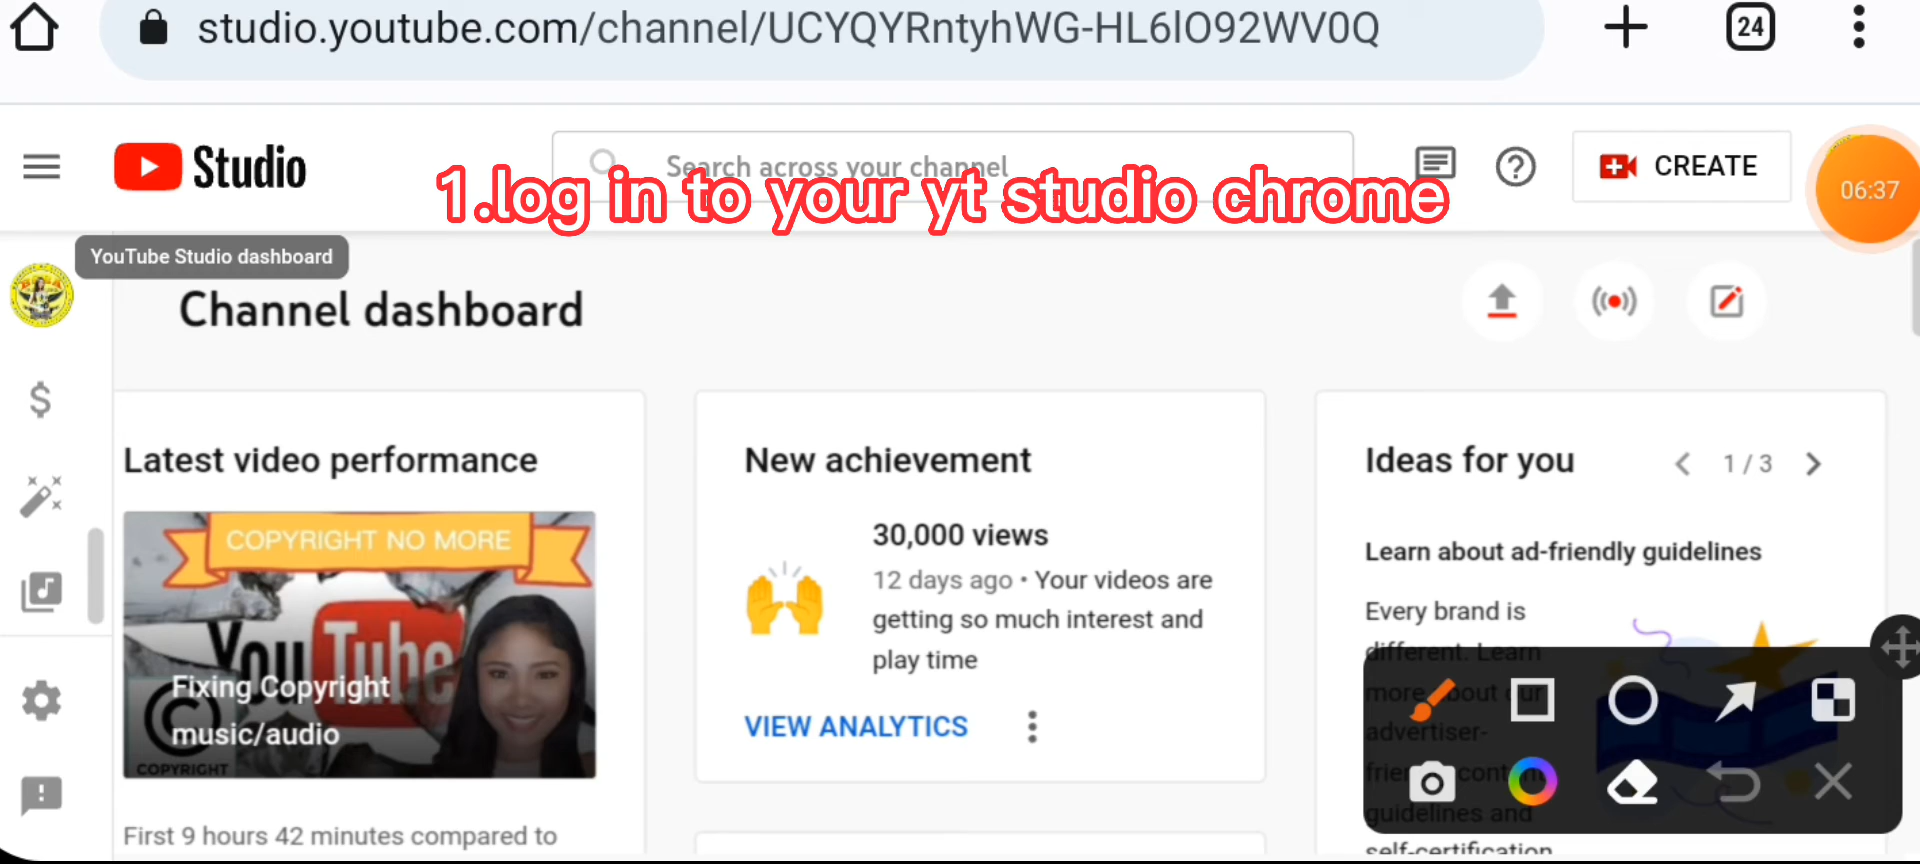 studio.youtube.com/channel/UCYQYRntyhWG-HL6lO92WV0Q
24
Studio
Search across your channel
CREATE
06:37
1.log in to your yt studio chrome
YouTube Studio dashboard
Channel dashboard
Latest video performance
COPYRIGHT NO MORE
YouTube
Fixing Copyright
music/audio
COPYRIGHT
First 9 hours 42 minutes compared to
New achievement
30,000 views
12 days ago • Your videos are
getting so much interest and
play time
VIEW ANALYTICS
Ideas for you
1 / 3
Learn about ad-friendly guidelines
Every brand is
different. Learn
more about our
advertiser-
guidelines and
self-certification